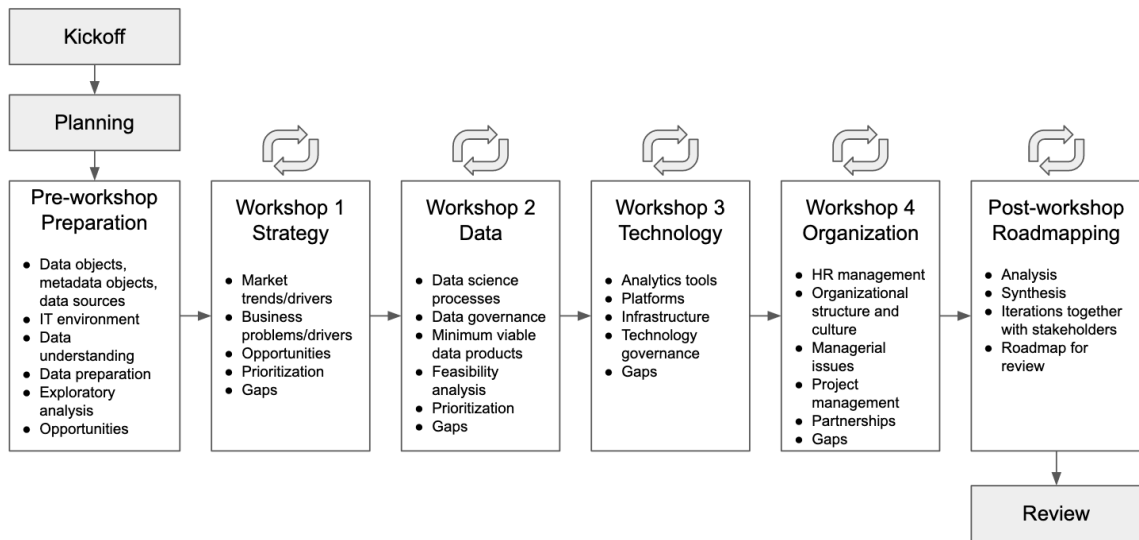 Kickoff
Planning
Pre-workshop
Preparation
● Data objects,
metadata objects,
data sources
● IT environment
● Data
understanding
● Data preparation
● Exploratory
analysis
● Opportunities
Workshop 1
Strategy
● Market
trends/drivers
● Business
problems/drivers
● Opportunities
● Prioritization
● Gaps
Workshop 2
Data
● Data science
processes
● Data governance
● Minimum viable
data products
● Feasibility
analysis
● Prioritization
● Gaps
Workshop 3
Technology
● Analytics tools
● Platforms
● Infrastructure
● Technology
governance
● Gaps
Workshop 4
Organization
● HR management
● Organizational
structure and
culture
● Managerial
issues
● Project
management
● Partnerships
● Gaps
Post-workshop
Roadmapping
● Analysis
● Synthesis
● Iterations together
with stakeholders
● Roadmap for
review
Review